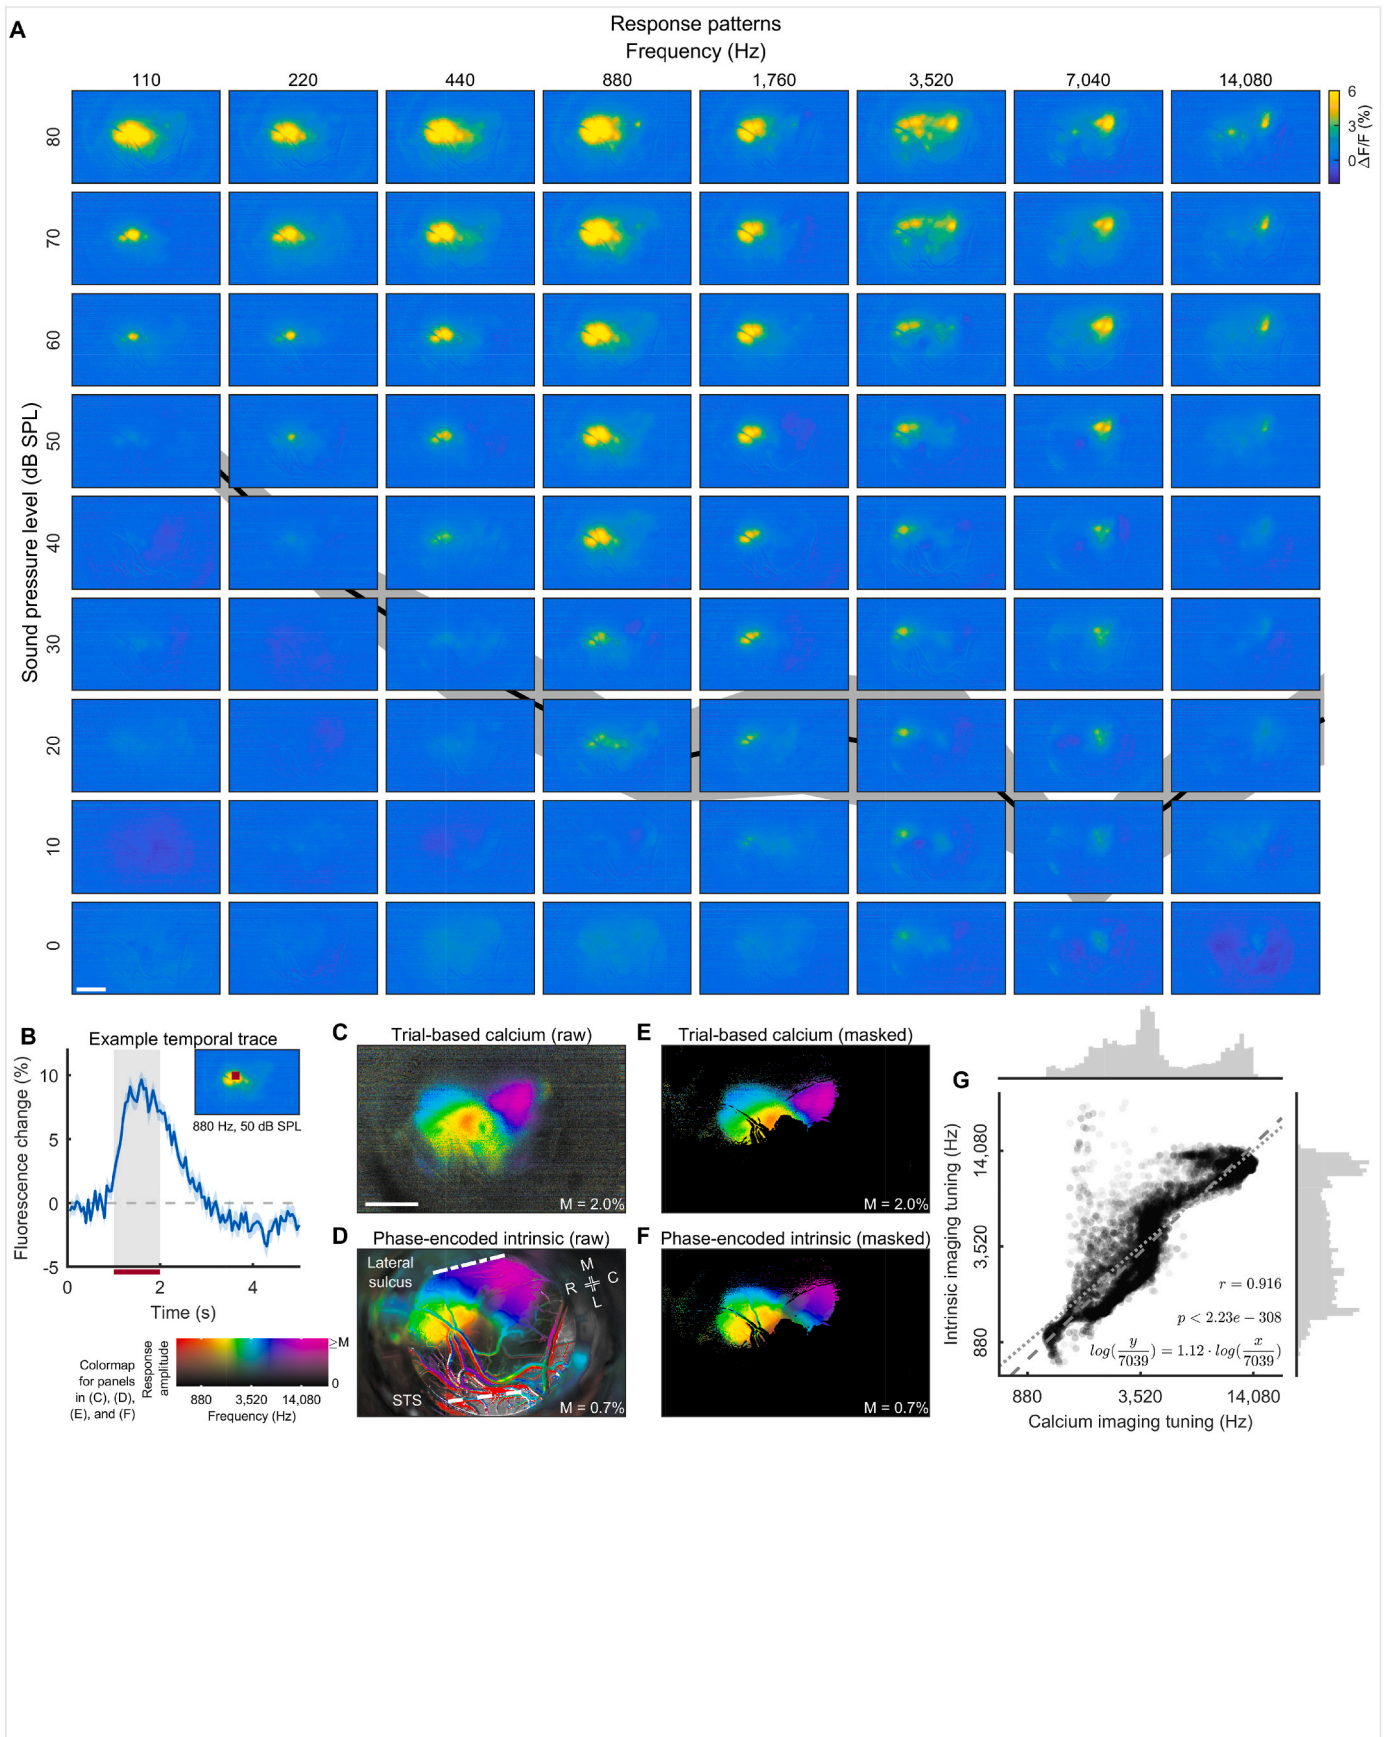 A
Response patterns
Frequency (Hz)
110 220 440 880 1,760 3,520 7,040 14,080
Sound pressure level (dB SPL)
80
70
60
50
40
30
20
10
0
6
3
0
ΔF/F (%)
B
Example temporal trace
Fluorescence change (%)
10
5
0
-5
0 2 4
Time (s)
880 Hz, 50 dB SPL
Colormap
for panels
in (C), (D),
(E), and (F)
Response
amplitude
≥M
0
880 3,520 14,080
Frequency (Hz)
C
Trial-based calcium (raw)
M = 2.0%
D
Phase-encoded intrinsic (raw)
Lateral
sulcus
M
R C
L
STS
M = 0.7%
E
Trial-based calcium (masked)
M = 2.0%
F
Phase-encoded intrinsic (masked)
M = 0.7%
G
Intrinsic imaging tuning (Hz)
14,080
3,520
880
r = 0.916
p < 2.23e − 308
log(y/7039) = 1.12 · log(x/7039)
880 3,520 14,080
Calcium imaging tuning (Hz)